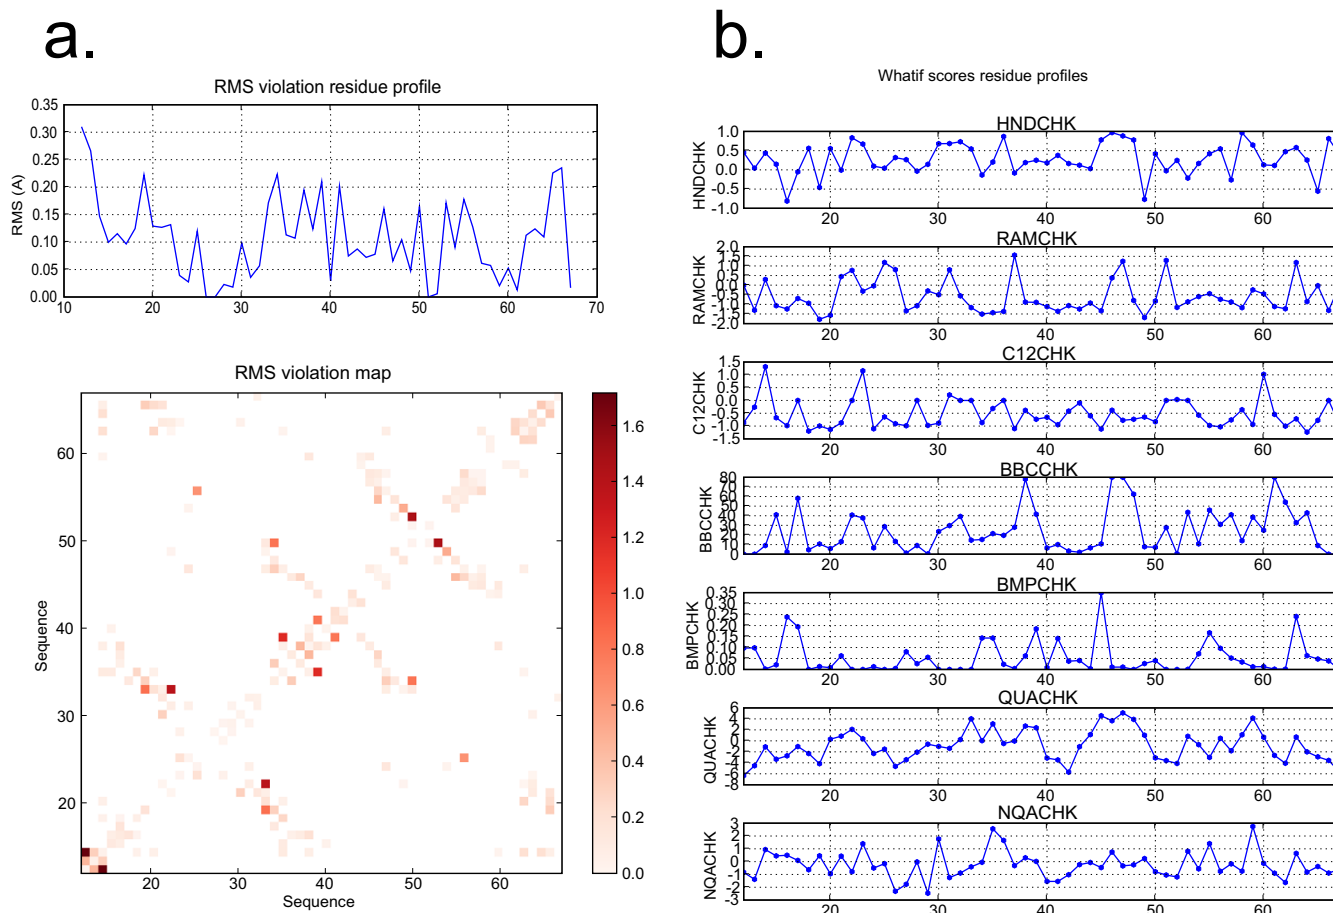 a.
RMS violation residue profile
RMS (A)
0.35
0.30
0.25
0.20
0.15
0.10
0.05
0.00
10 20 30 40 50 60 70
RMS violation map
Sequence
60
50
40
30
20
20 30 40 50 60
Sequence
1.6
1.4
1.2
1.0
0.8
0.6
0.4
0.2
0.0
b.
Whatif scores residue profiles
HNDCHK
HNDCHK
1.0
0.5
0.0
-0.5
-1.0
20 30 40 50 60
RAMCHK
RAMCHK
2.0
1.5
1.0
0.5
0.0
-0.5
-1.0
-1.5
-2.0
20 30 40 50 60
C12CHK
C12CHK
1.5
1.0
0.5
0.0
-0.5
-1.0
-1.5
20 30 40 50 60
BBCCHK
BBCCHK
80
70
60
50
40
30
20
10
0
20 30 40 50 60
BMPCHK
BMPCHK
0.35
0.30
0.25
0.20
0.15
0.10
0.05
0.00
20 30 40 50 60
QUACHK
QUACHK
6
4
2
0
-2
-4
-6
-8
20 30 40 50 60
NQACHK
NQACHK
3
2
1
0
-1
-2
-3
20 30 40 50 60